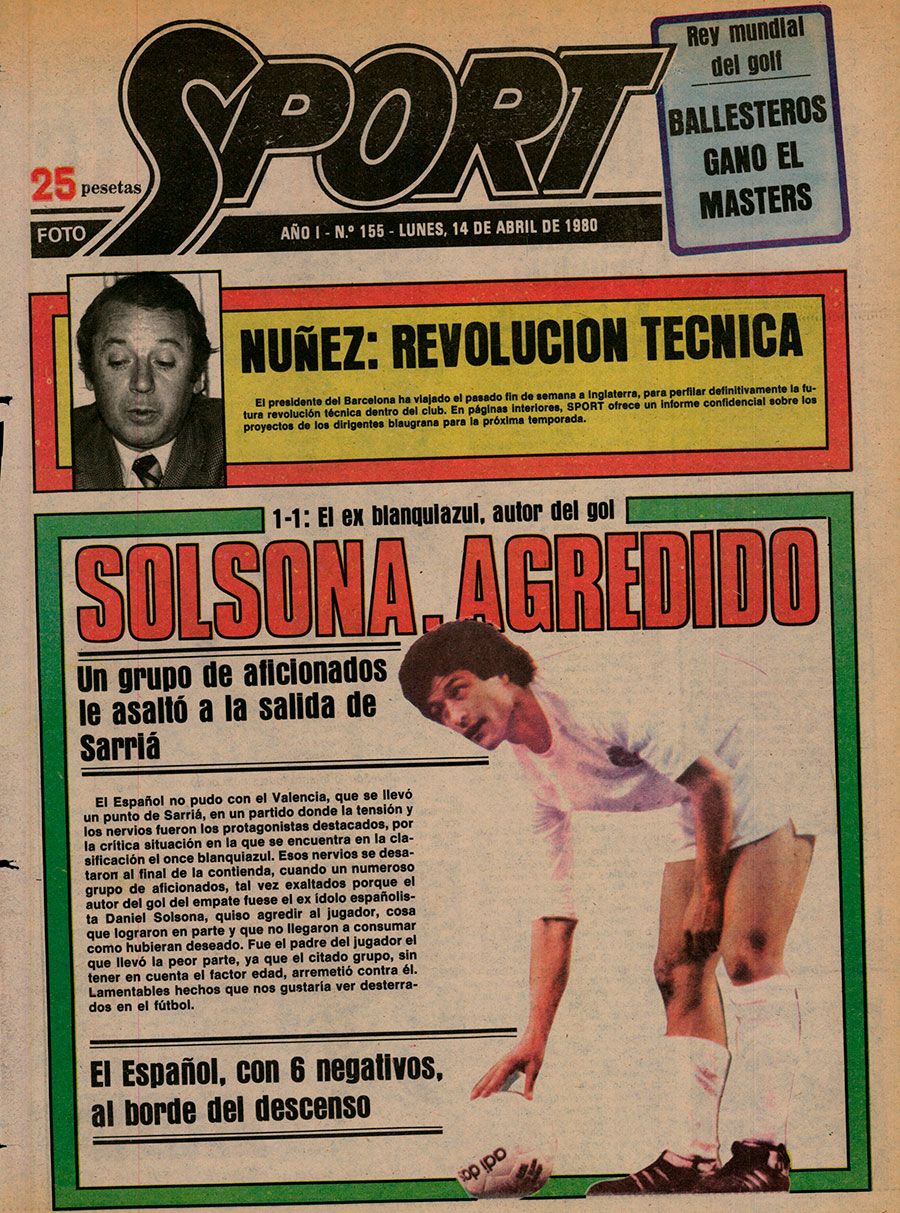 SPORT
Rey mundial
del golf
BALLESTEROS
GANO EL
MASTERS
25 pesetas
FOTO
AÑO I - N.º 155 - LUNES, 14 DE ABRIL DE 1980
NUÑEZ: REVOLUCION TECNICA
El presidente del Barcelona ha viajado el pasado fin de semana a Inglaterra, para perfilar definitivamente la fu-
tura revolución técnica dentro del club. En páginas interiores, SPORT ofrece un informe confidencial sobre los
proyectos de los dirigentes blaugrana para la próxima temporada.
1-1: El ex blanquiazul, autor del gol
SOLSONA, AGREDIDO
Un grupo de aficionados
le asaltó a la salida de
Sarriá
El Español no pudo con el Valencia, que se llevó
un punto de Sarriá, en un partido donde la tensión y
los nervios fueron los protagonistas destacados, por
la crítica situación en la que se encuentra en la cla-
sificación el once blanquiazul. Esos nervios se desa-
taron al final de la contienda, cuando un numeroso
grupo de aficionados, tal vez exaltados porque el
autor del gol del empate fuese el ex ídolo españolis-
ta Daniel Solsona, quiso agredir al jugador, cosa
que lograron en parte y que no llegaron a consumar
como hubieran deseado. Fue el padre del jugador el
que llevó la peor parte, ya que el citado grupo, sin
tener en cuenta el factor edad, arremetió contra él.
Lamentables hechos que nos gustaría ver desterra-
dos en el fútbol.
El Español, con 6 negativos,
al borde del descenso
adidas